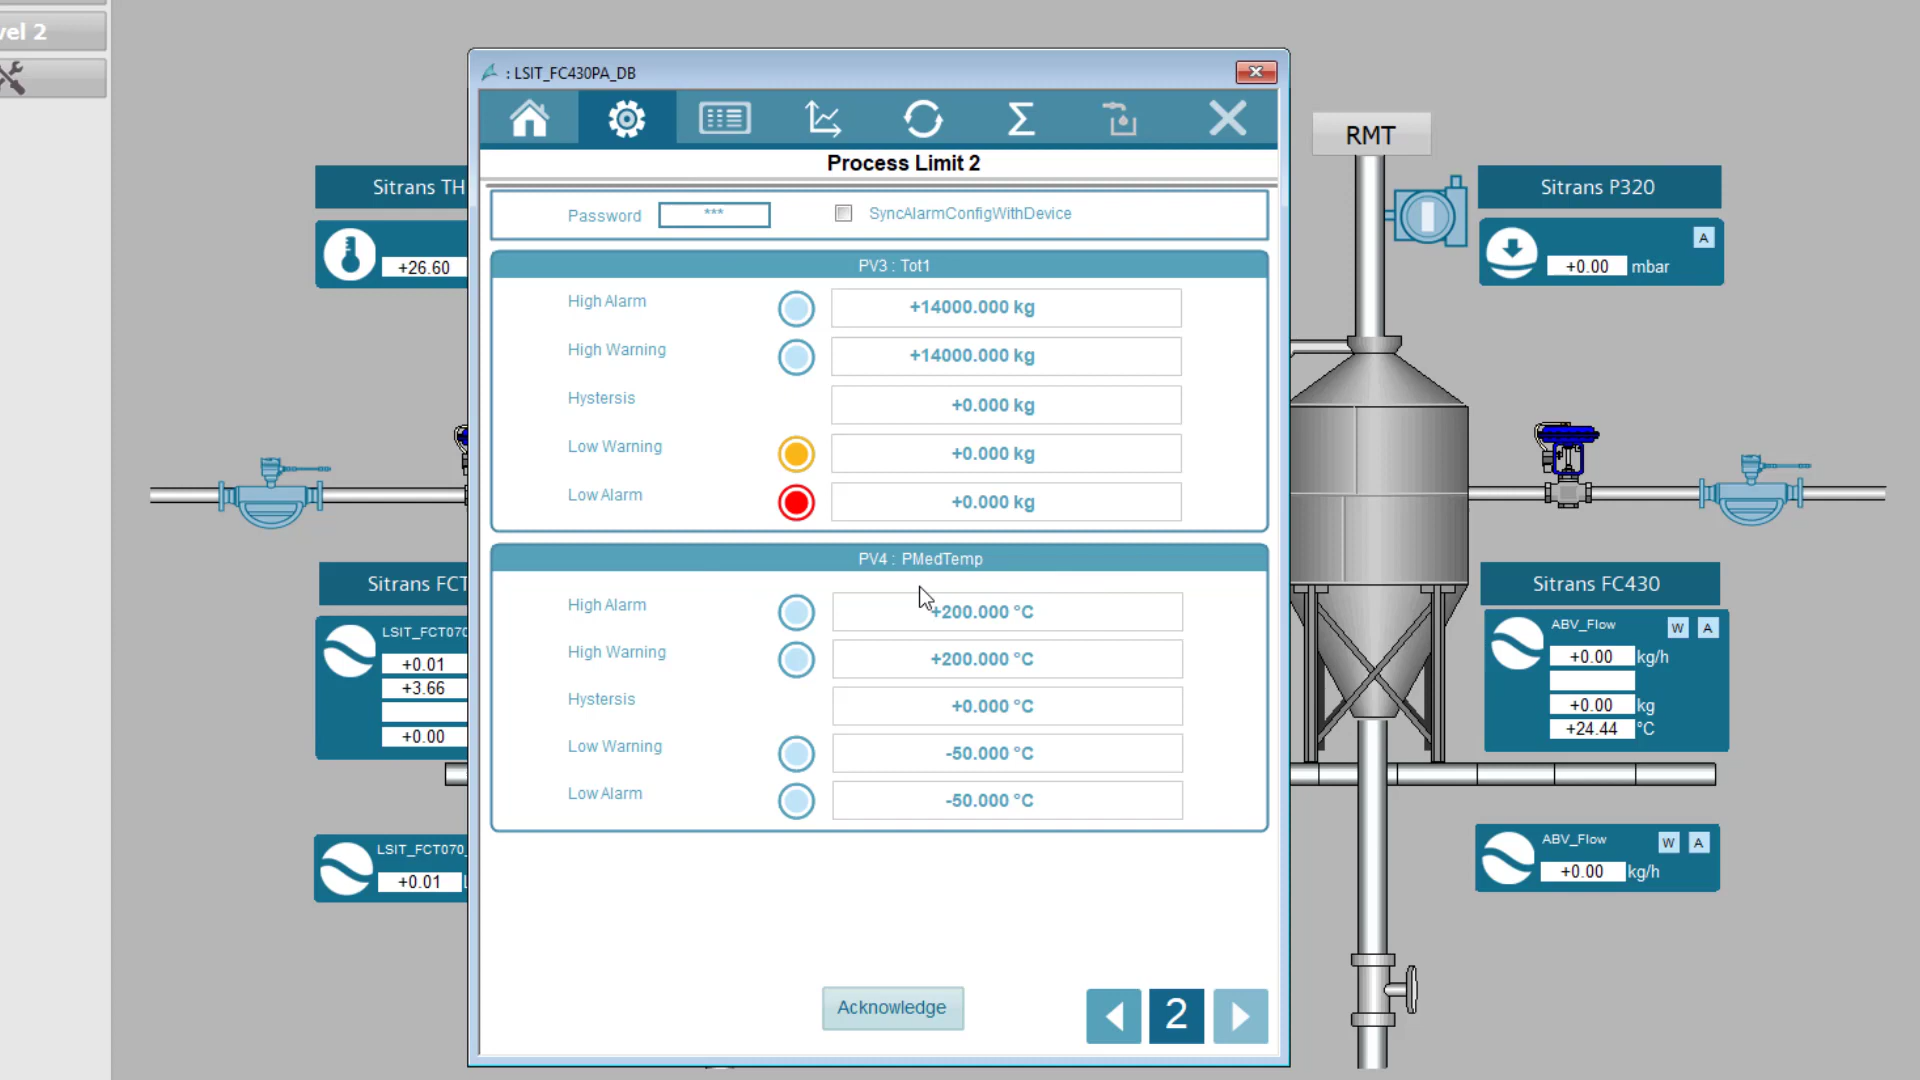 vel 2
: LSIT_FC430PA_DB
Process Limit 2
Password
***
SyncAlarmConfigWithDevice
PV3 : Tot1
High Alarm
+14000.000 kg
High Warning
+14000.000 kg
Hystersis
+0.000 kg
Low Warning
+0.000 kg
Low Alarm
+0.000 kg
PV4 : PMedTemp
High Alarm
+200.000 °C
High Warning
+200.000 °C
Hystersis
+0.000 °C
Low Warning
-50.000 °C
Low Alarm
-50.000 °C
Acknowledge
2
Sitrans TH
+26.60
Sitrans FCT
LSIT_FCT070
+0.01
+3.66
+0.00
LSIT_FCT070_
+0.01
RMT
Sitrans P320
A
+0.00 mbar
Sitrans FC430
ABV_Flow W A
+0.00 kg/h
+0.00 kg
+24.44 °C
ABV_Flow W A
+0.00 kg/h